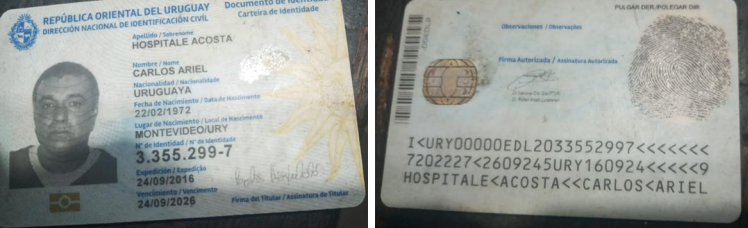 REPÚBLICA ORIENTAL DEL URUGUAY
DIRECCIÓN NACIONAL DE IDENTIFICACIÓN CIVIL
Documento de Identidad
Carteira de Identidade
Apellido / Sobrenome
HOSPITALE ACOSTA
Nombre / Nome
CARLOS ARIEL
Nacionalidad / Nacionalidade
URUGUAYA
Fecha de Nacimiento / Data de Nascimento
22/02/1972
Lugar de Nacimiento / Local de Nascimento
MONTEVIDEO/URY
N° de Identidad / N° de Identidade
3.355.299-7
Expedición / Expedição
24/09/2016
Vencimiento / Vencimento
24/09/2026
Firma del Titular / Assinatura do Titular
PULGAR DER./POLEGAR DIR.
Observaciones / Observações
Firma Autorizada / Assinatura Autorizada
I<URY00000EDL2033552997<<<<<<<
7202227<2609245URY160924<<<<<9
HOSPITALE<ACOSTA<<CARLOS<ARIEL